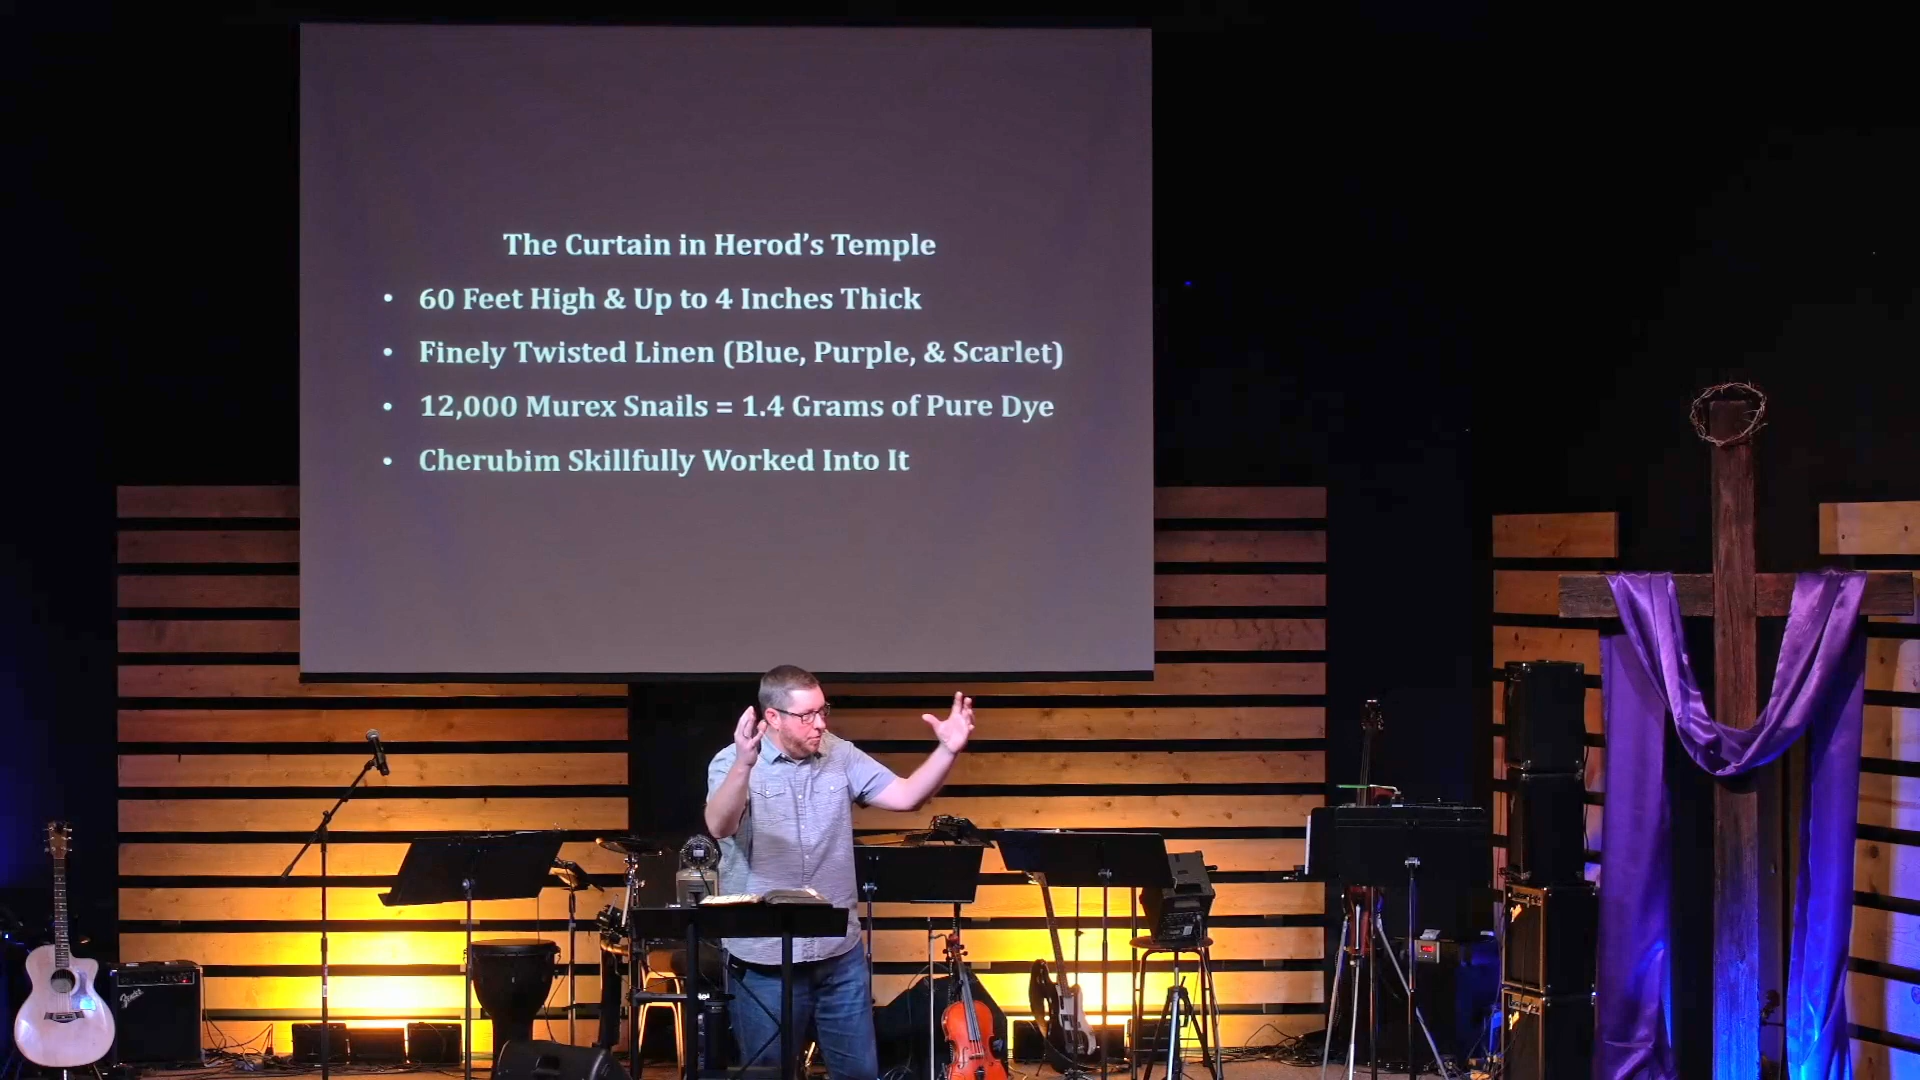 The Curtain in Herod’s Temple
• 60 Feet High & Up to 4 Inches Thick
• Finely Twisted Linen (Blue, Purple, & Scarlet)
• 12,000 Murex Snails = 1.4 Grams of Pure Dye
• Cherubim Skillfully Worked Into It
Fender